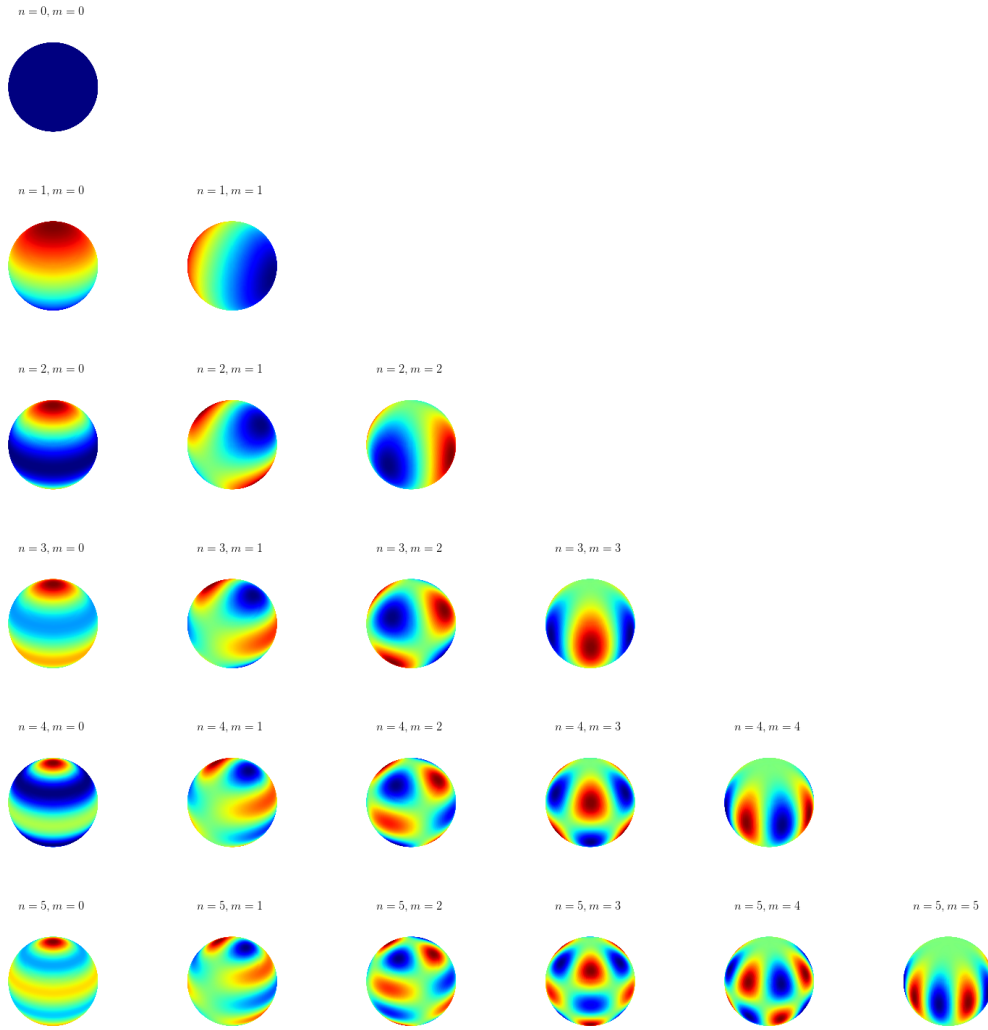 n = 0, m = 0
n = 1, m = 0 n = 1, m = 1
n = 2, m = 0 n = 2, m = 1 n = 2, m = 2
n = 3, m = 0 n = 3, m = 1 n = 3, m = 2 n = 3, m = 3
n = 4, m = 0 n = 4, m = 1 n = 4, m = 2 n = 4, m = 3 n = 4, m = 4
n = 5, m = 0 n = 5, m = 1 n = 5, m = 2 n = 5, m = 3 n = 5, m = 4 n = 5, m = 5